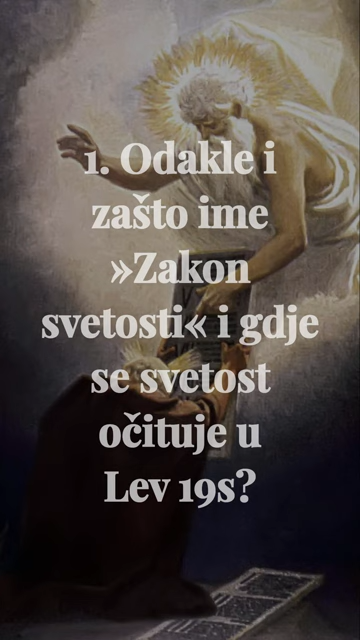 1. Odakle i
zašto ime
»Zakon
svetosti« i gdje
se svetost
očituje u
Lev 19s?